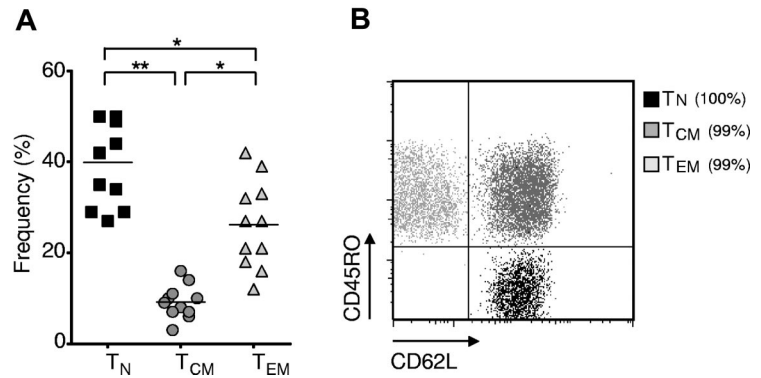 A
*
** *
60
40
20
0
Frequency (%)
TN TCM TEM
B
CD45RO
CD62L
TN (100%)
TCM (99%)
TEM (99%)